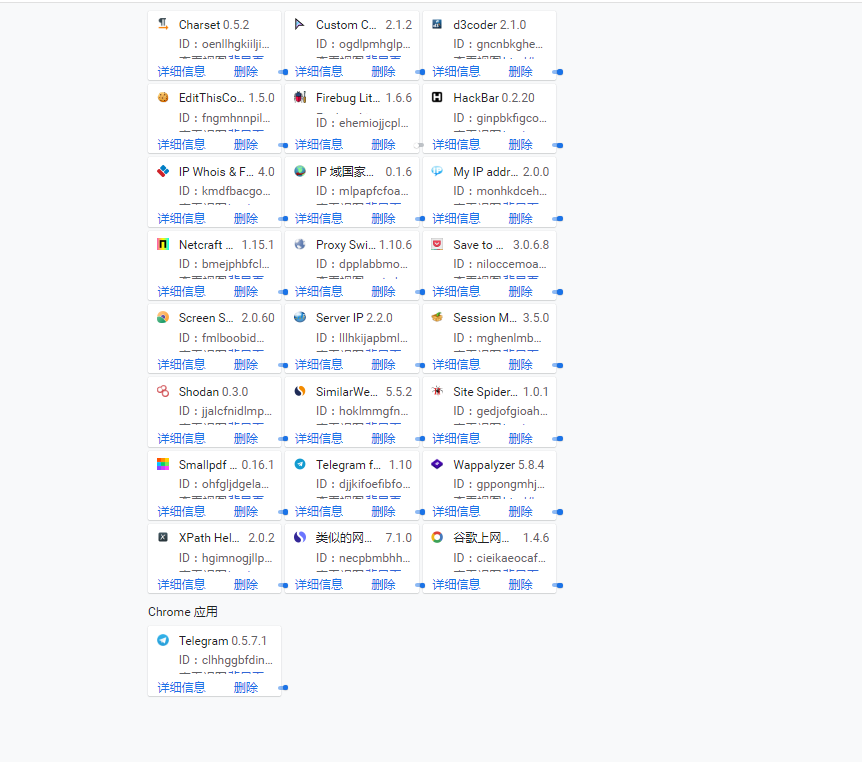 Charset 0.5.2
ID：oenllhgkiilji...
详细信息 删除
Custom C... 2.1.2
ID：ogdlpmhglp...
详细信息 删除
d3coder 2.1.0
ID：gncnbkghe...
详细信息 删除
EditThisCo... 1.5.0
ID：fngmhnnpil...
详细信息 删除
Firebug Lit... 1.6.6
ID：ehemiojjcpl...
详细信息 删除
HackBar 0.2.20
ID：ginpbkfigco...
详细信息 删除
IP Whois & F... 4.0
ID：kmdfbacgo...
详细信息 删除
IP 域国家... 0.1.6
ID：mlpapfcfoa...
详细信息 删除
My IP addr... 2.0.0
ID：monhkdceh...
详细信息 删除
Netcraft ... 1.15.1
ID：bmejphbfcl...
详细信息 删除
Proxy Swi... 1.10.6
ID：dpplabbmo...
详细信息 删除
Save to ... 3.0.6.8
ID：niloccemoa...
详细信息 删除
Screen S... 2.0.60
ID：fmlboobid...
详细信息 删除
Server IP 2.2.0
ID：lllhkijapbml...
详细信息 删除
Session M... 3.5.0
ID：mghenlmb...
详细信息 删除
Shodan 0.3.0
ID：jjalcfnidlmp...
详细信息 删除
SimilarWe... 5.5.2
ID：hoklmmgfn...
详细信息 删除
Site Spider... 1.0.1
ID：gedjofgioah...
详细信息 删除
Smallpdf ... 0.16.1
ID：ohfgljdgela...
详细信息 删除
Telegram f... 1.10
ID：djjkifoefibfo...
详细信息 删除
Wappalyzer 5.8.4
ID：gppongmhj...
详细信息 删除
XPath Hel... 2.0.2
ID：hgimnogjllp...
详细信息 删除
类似的网... 7.1.0
ID：necpbmbhh...
详细信息 删除
谷歌上网... 1.4.6
ID：cieikaeocaf...
详细信息 删除
Chrome 应用
Telegram 0.5.7.1
ID：clhhggbfdin...
详细信息 删除